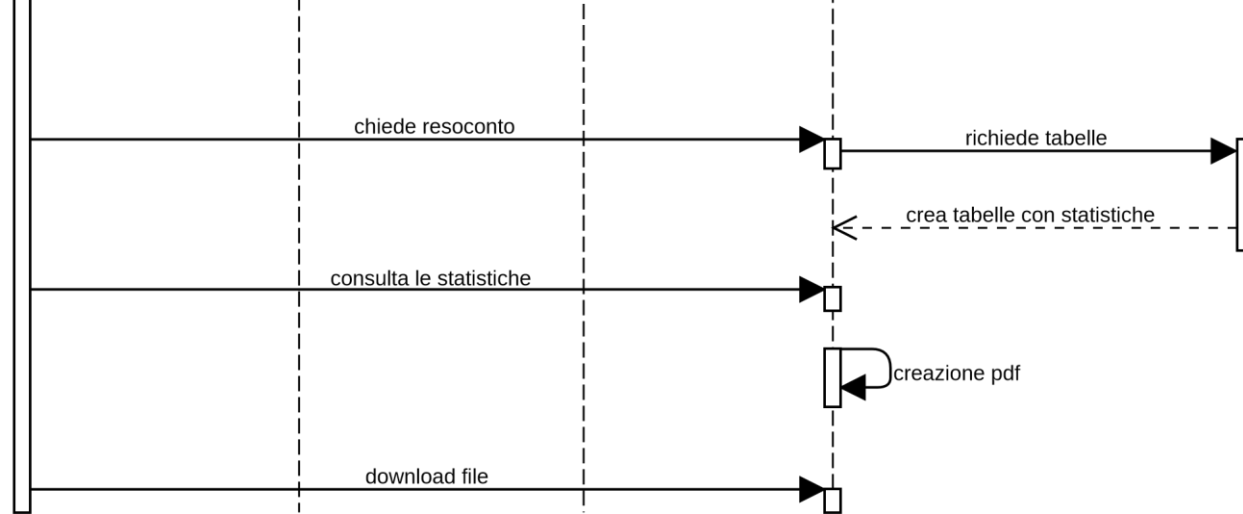 chiede resoconto
richiede tabelle
crea tabelle con statistiche
consulta le statistiche
creazione pdf
download file